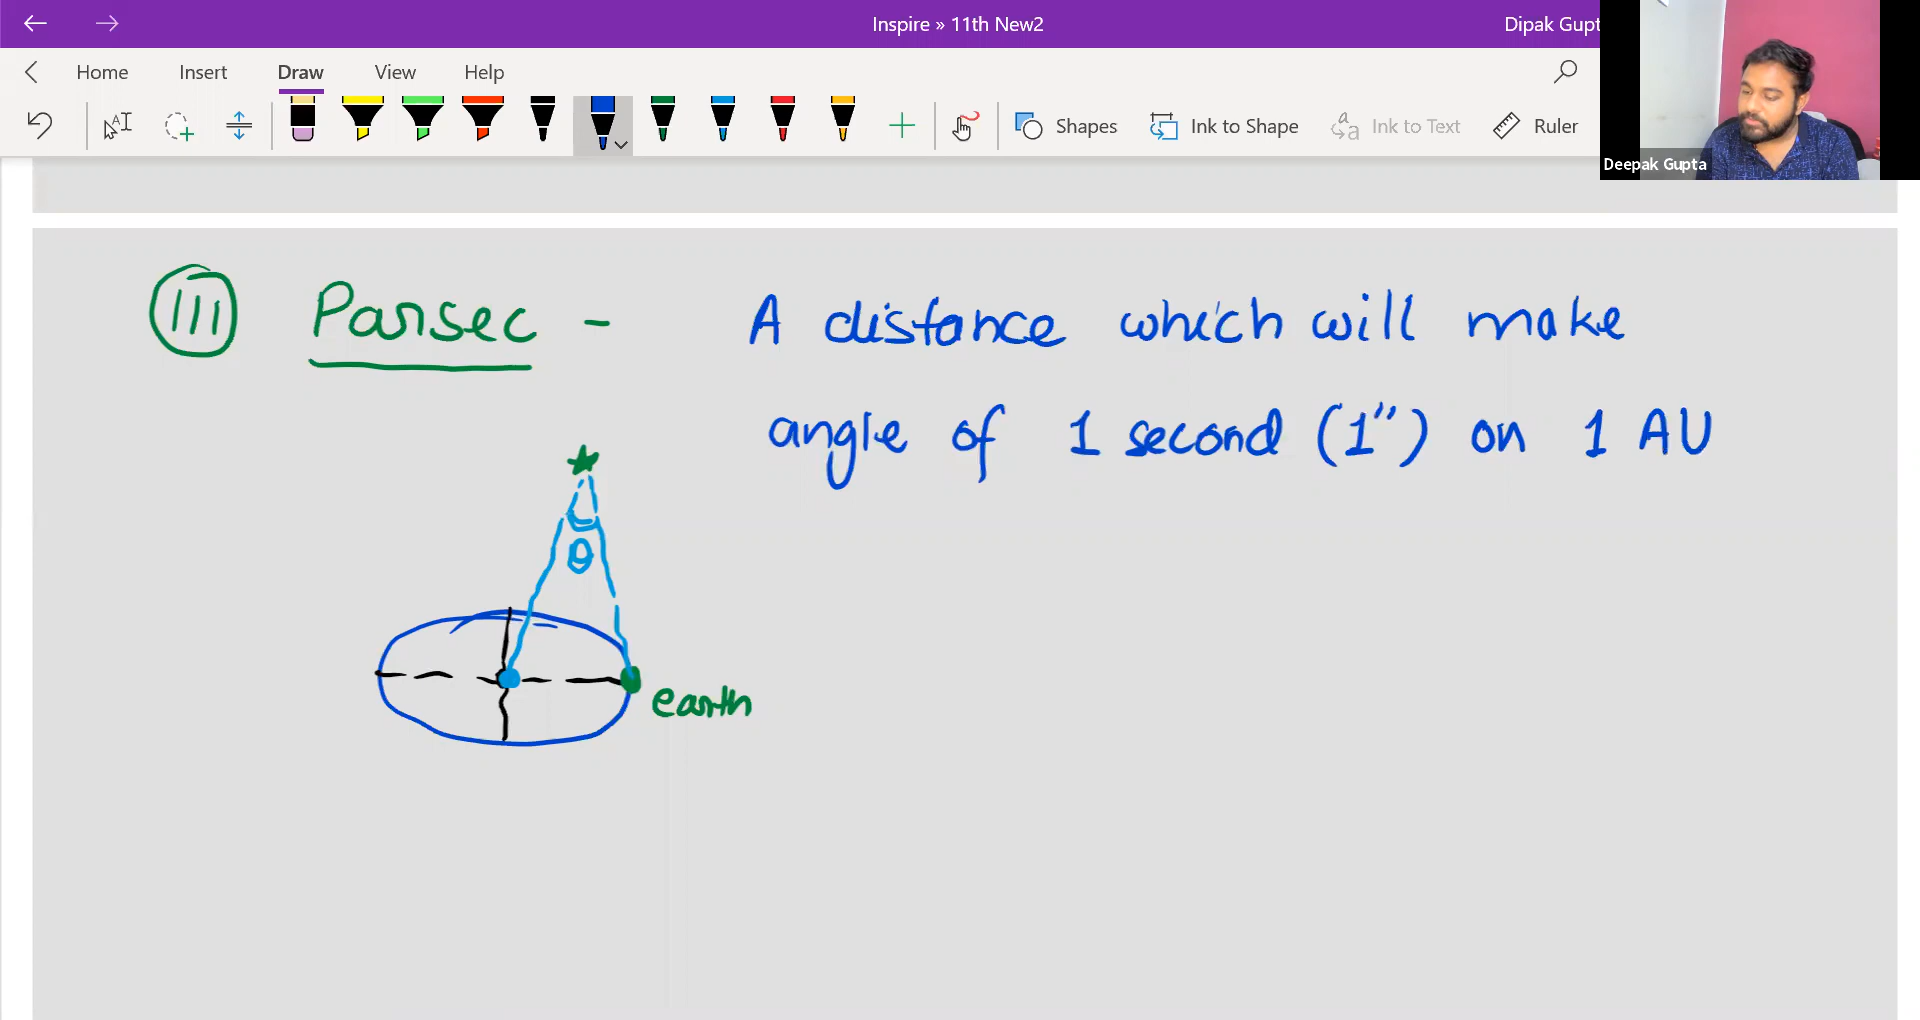 Inspire » 11th New2
Dipak Gupt
Home Insert Draw View Help
Shapes Ink to Shape Ink to Text Ruler
Deepak Gupta
III Parsec - A distance which will make
angle of 1 second (1") on 1 AU
θ
earth